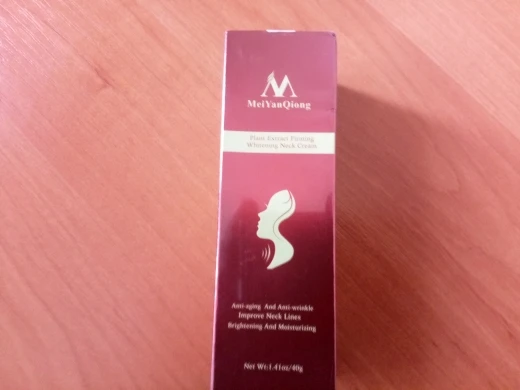 MeiYanQiong
Plant Extract Firming
Whitening Neck Cream
Anti-aging And Anti-wrinkle
Improve Neck Lines
Brightening And Moisturizing
Net Wt:1.41oz/40g